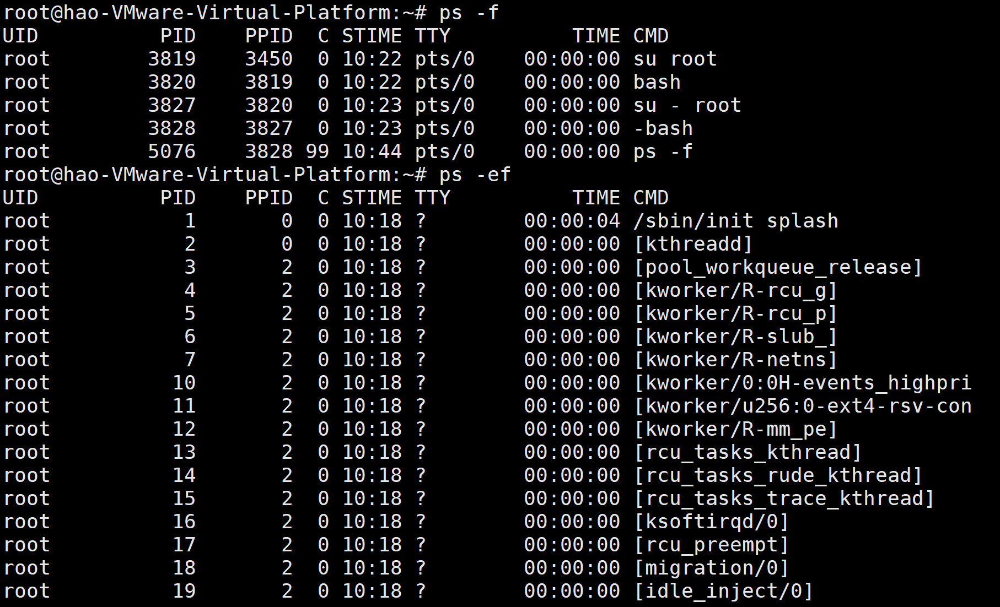 root@hao-VMware-Virtual-Platform:~# ps -f
UID          PID    PPID  C STIME TTY          TIME CMD
root        3819    3450  0 10:22 pts/0    00:00:00 su root
root        3820    3819  0 10:22 pts/0    00:00:00 bash
root        3827    3820  0 10:23 pts/0    00:00:00 su - root
root        3828    3827  0 10:23 pts/0    00:00:00 -bash
root        5076    3828 99 10:44 pts/0    00:00:00 ps -f
root@hao-VMware-Virtual-Platform:~# ps -ef
UID          PID    PPID  C STIME TTY          TIME CMD
root           1       0  0 10:18 ?        00:00:04 /sbin/init splash
root           2       0  0 10:18 ?        00:00:00 [kthreadd]
root           3       2  0 10:18 ?        00:00:00 [pool_workqueue_release]
root           4       2  0 10:18 ?        00:00:00 [kworker/R-rcu_g]
root           5       2  0 10:18 ?        00:00:00 [kworker/R-rcu_p]
root           6       2  0 10:18 ?        00:00:00 [kworker/R-slub_]
root           7       2  0 10:18 ?        00:00:00 [kworker/R-netns]
root          10       2  0 10:18 ?        00:00:00 [kworker/0:0H-events_highpri
root          11       2  0 10:18 ?        00:00:00 [kworker/u256:0-ext4-rsv-con
root          12       2  0 10:18 ?        00:00:00 [kworker/R-mm_pe]
root          13       2  0 10:18 ?        00:00:00 [rcu_tasks_kthread]
root          14       2  0 10:18 ?        00:00:00 [rcu_tasks_rude_kthread]
root          15       2  0 10:18 ?        00:00:00 [rcu_tasks_trace_kthread]
root          16       2  0 10:18 ?        00:00:00 [ksoftirqd/0]
root          17       2  0 10:18 ?        00:00:00 [rcu_preempt]
root          18       2  0 10:18 ?        00:00:00 [migration/0]
root          19       2  0 10:18 ?        00:00:00 [idle_inject/0]